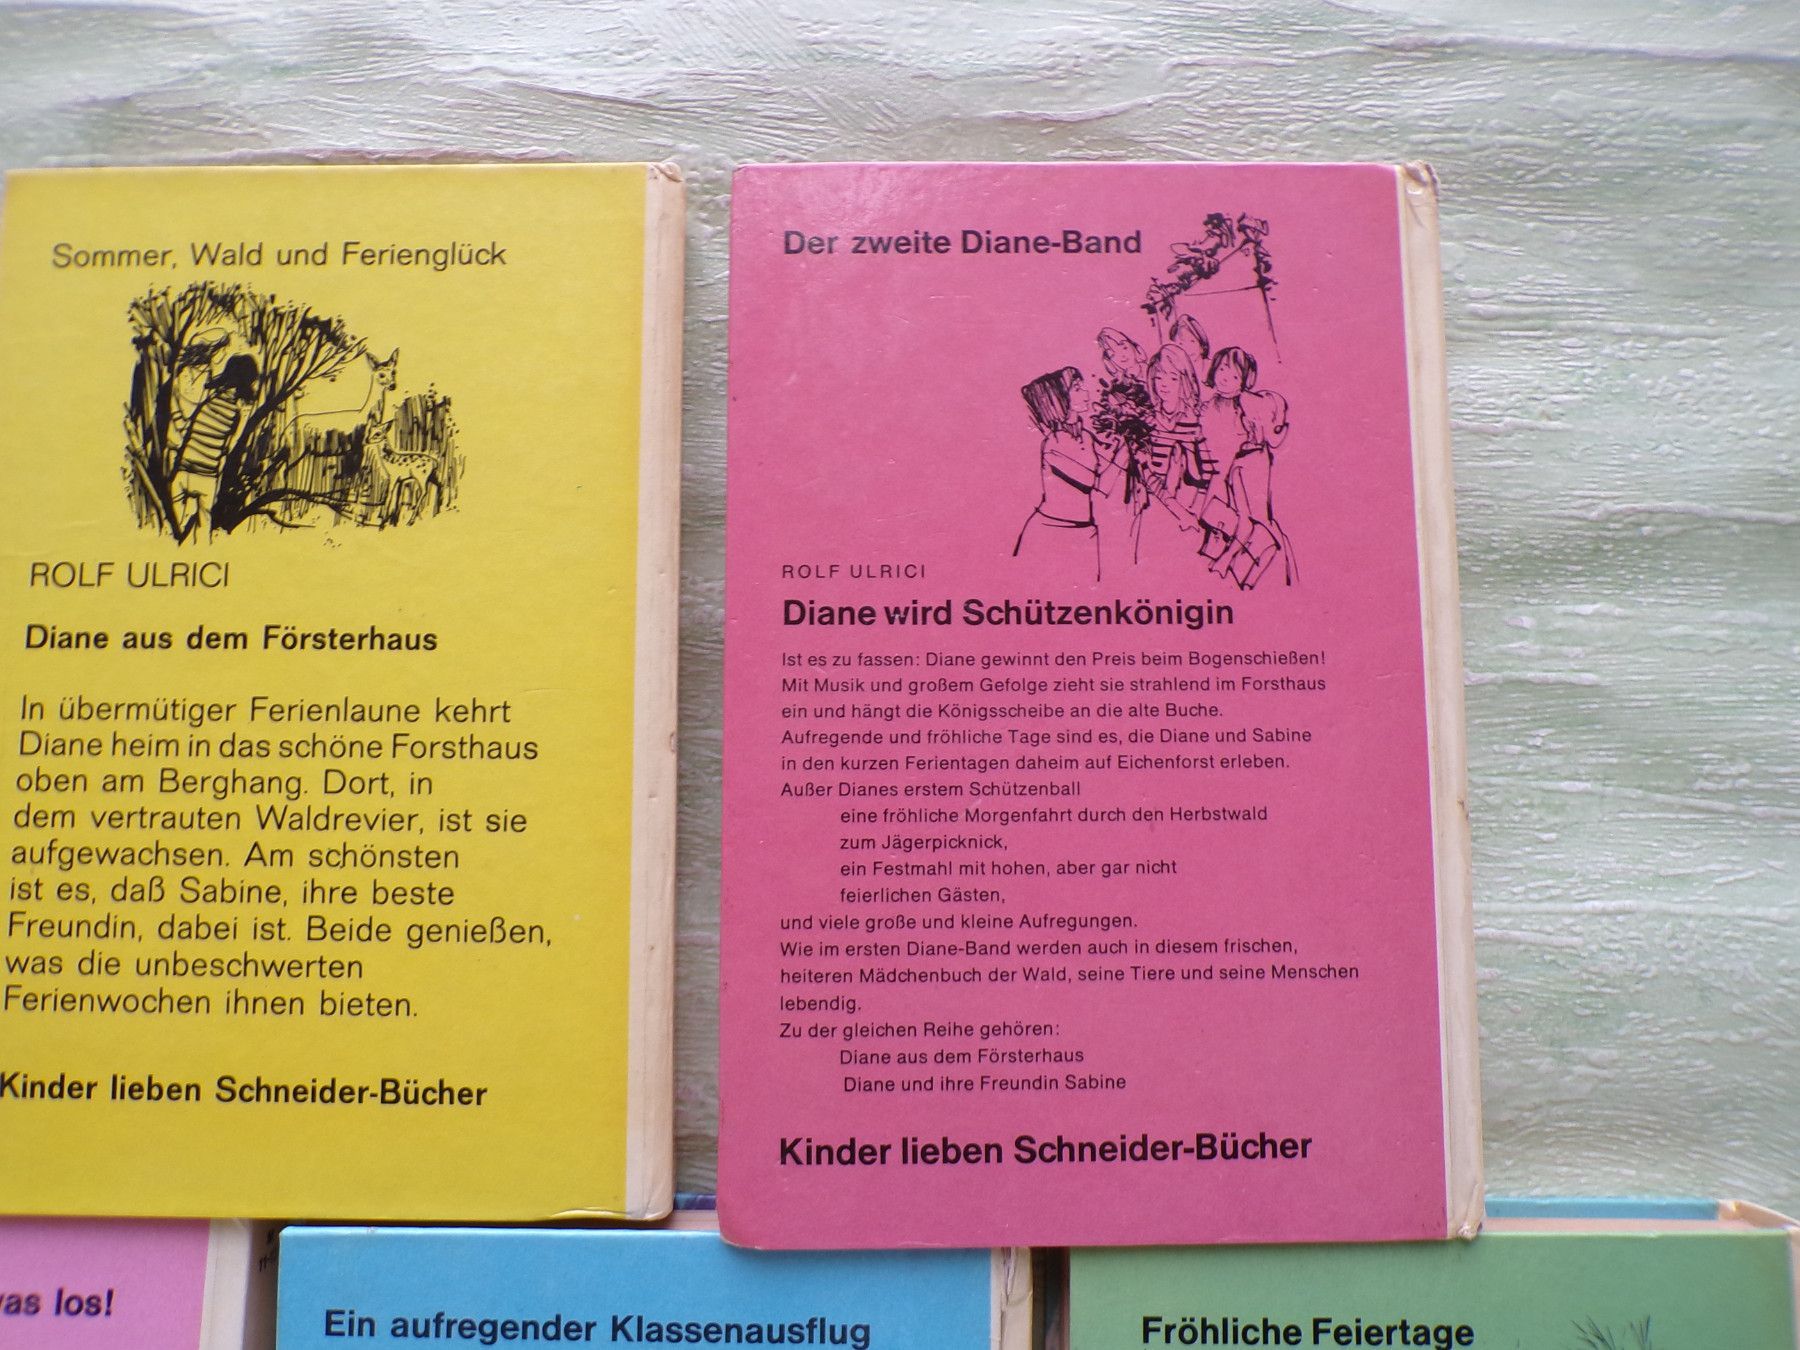 Sommer, Wald und Ferienglück
ROLF ULRICI
Diane aus dem Försterhaus
In übermütiger Ferienlaune kehrt
Diane heim in das schöne Forsthaus
oben am Berghang. Dort, in
dem vertrauten Waldrevier, ist sie
aufgewachsen. Am schönsten
ist es, daß Sabine, ihre beste
Freundin, dabei ist. Beide genießen,
was die unbeschwerten
Ferienwochen ihnen bieten.
Kinder lieben Schneider-Bücher
Der zweite Diane-Band
ROLF ULRICI
Diane wird Schützenkönigin
Ist es zu fassen: Diane gewinnt den Preis beim Bogenschießen!
Mit Musik und großem Gefolge zieht sie strahlend im Forsthaus
ein und hängt die Königsscheibe an die alte Buche.
Aufregende und fröhliche Tage sind es, die Diane und Sabine
in den kurzen Ferientagen daheim auf Eichenforst erleben.
Außer Dianes erstem Schützenball
eine fröhliche Morgenfahrt durch den Herbstwald
zum Jägerpicknick,
ein Festmahl mit hohen, aber gar nicht
feierlichen Gästen,
und viele große und kleine Aufregungen.
Wie im ersten Diane-Band werden auch in diesem frischen,
heiteren Mädchenbuch der Wald, seine Tiere und seine Menschen
lebendig.
Zu der gleichen Reihe gehören:
Diane aus dem Försterhaus
Diane und ihre Freundin Sabine
Kinder lieben Schneider-Bücher
los!
Ein aufregender Klassenausflug
Fröhliche Feiertage